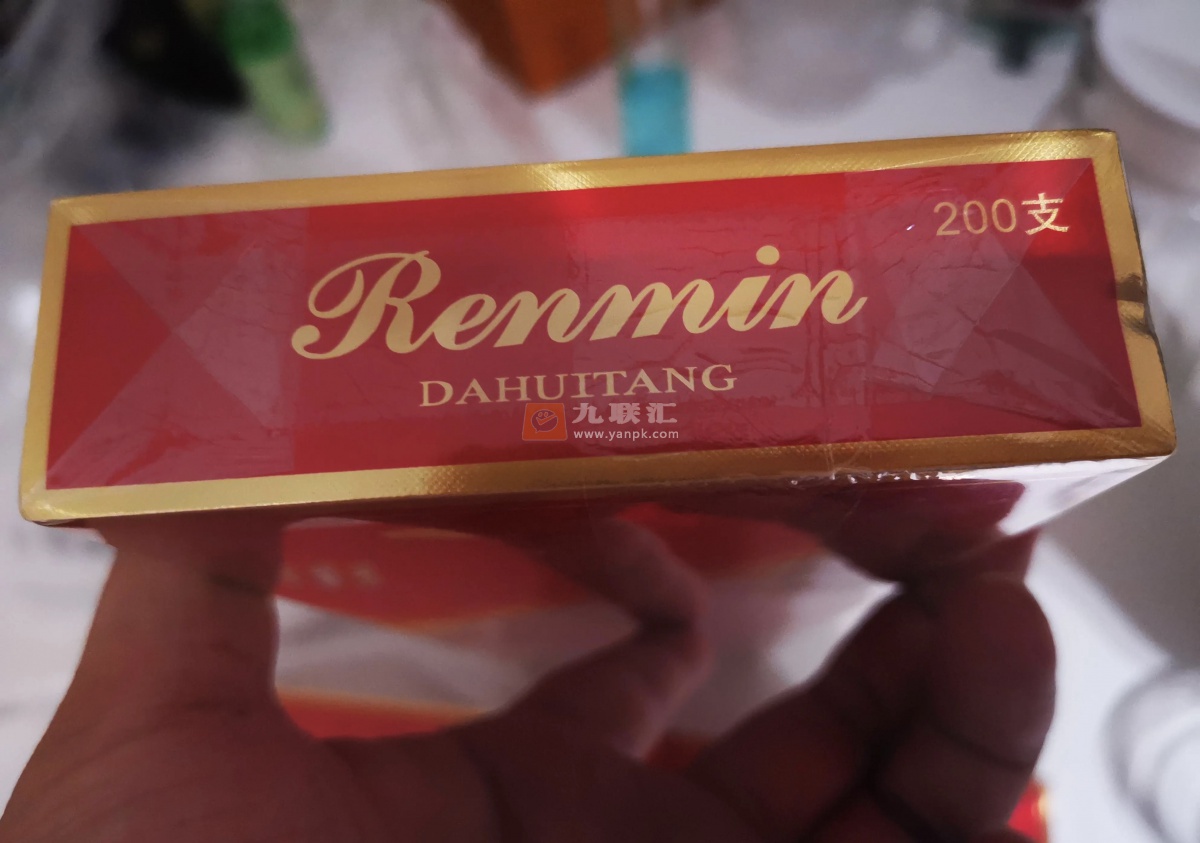 200支
Renmin
DAHUITANG
九联汇
www.yanpk.com